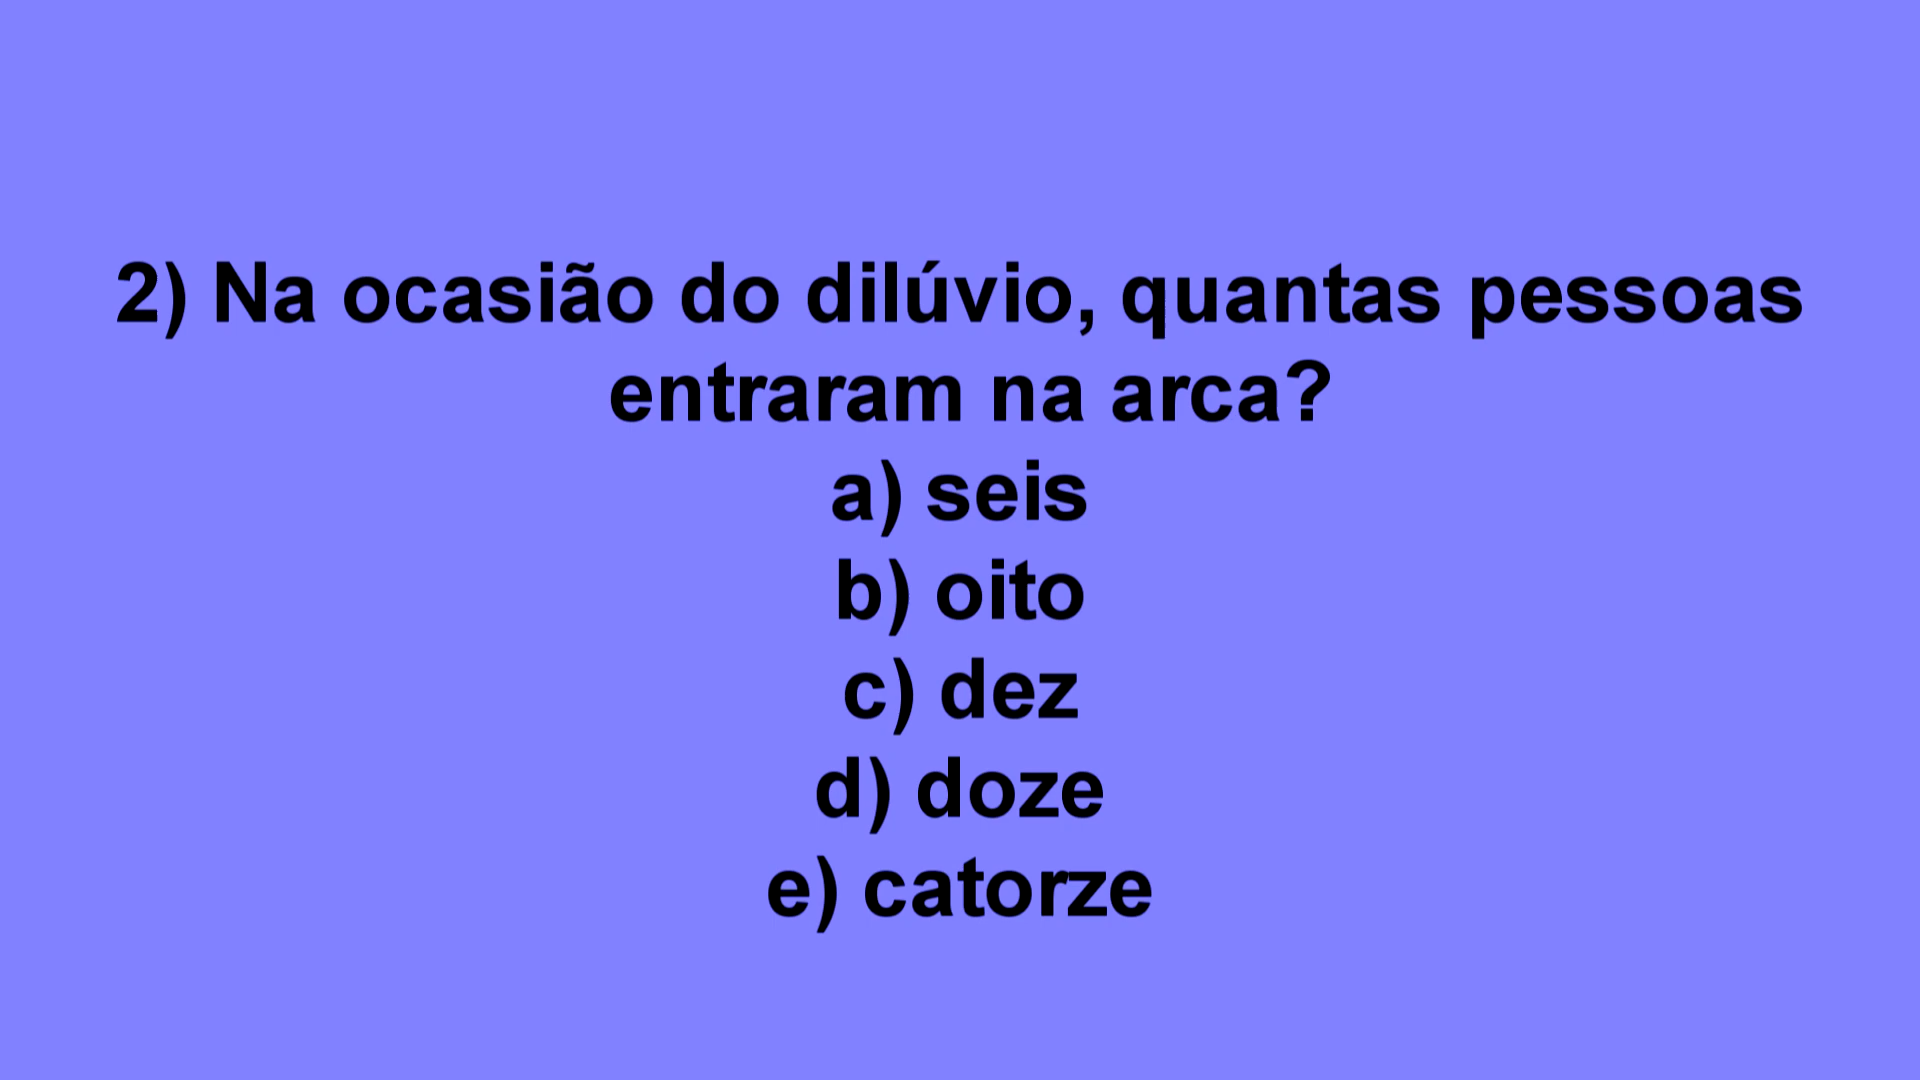 2) Na ocasião do dilúvio, quantas pessoas
entraram na arca?
a) seis
b) oito
c) dez
d) doze
e) catorze